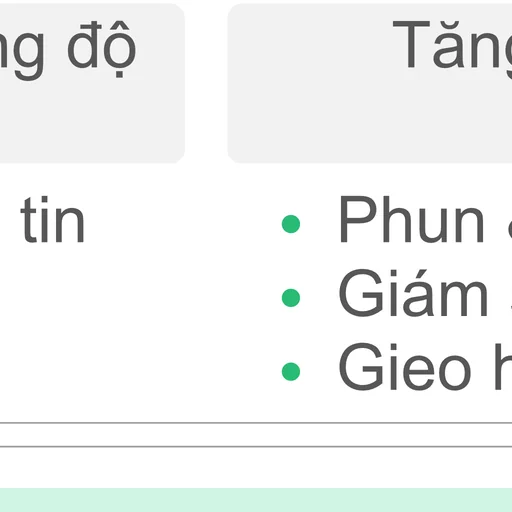 ng độ
Tăng
tin
Phun &
Giám
Gieo h